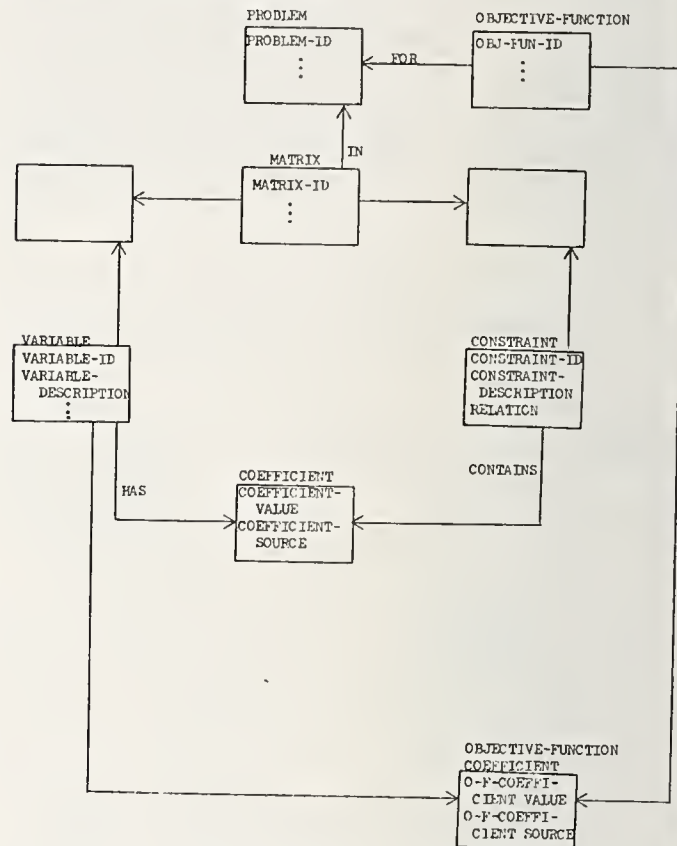 PROBLEM
PROBLEM-ID
OBJECTIVE-FUNCTION
OBJ-FUN-ID
FOR
IN
MATRIX
MATRIX-ID
VARIABLE
VARIABLE-ID
VARIABLE-
DESCRIPTION
CONSTRAINT
CONSTRAINT-ID
CONSTRAINT-
DESCRIPTION
RELATION
HAS
CONTAINS
COEFFICIENT
COEFFICIENT-
VALUE
COEFFICIENT-
SOURCE
OBJECTIVE-FUNCTION
COEFFICIENT
O-F-COEFFI-
CIENT VALUE
O-F-COEFFI-
CIENT SOURCE